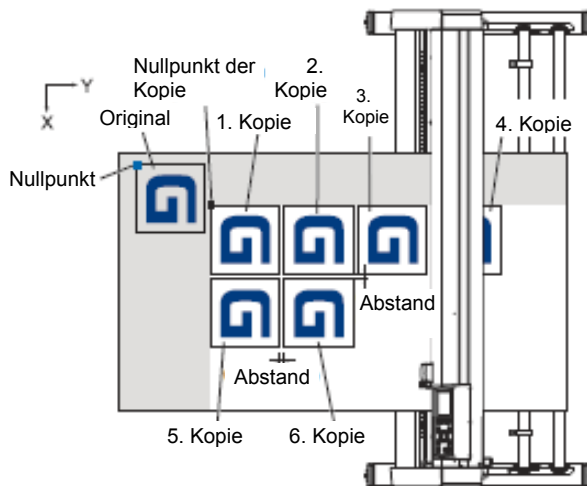 Y
X
Nullpunkt der
Kopie
2.
Kopie
3.
Kopie
Original
1. Kopie
4. Kopie
Nullpunkt
Abstand
Abstand
5. Kopie
6. Kopie